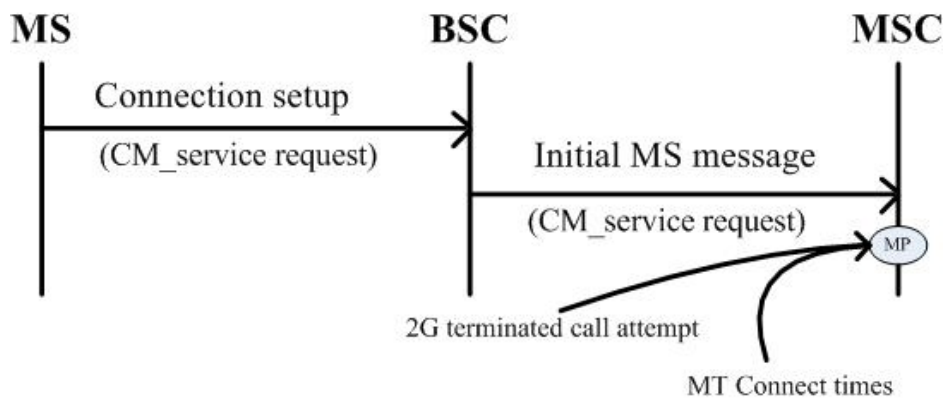 MS
BSC
MSC
Connection setup
(CM_service request)
Initial MS message
(CM_service request)
MP
2G terminated call attempt
MT Connect times